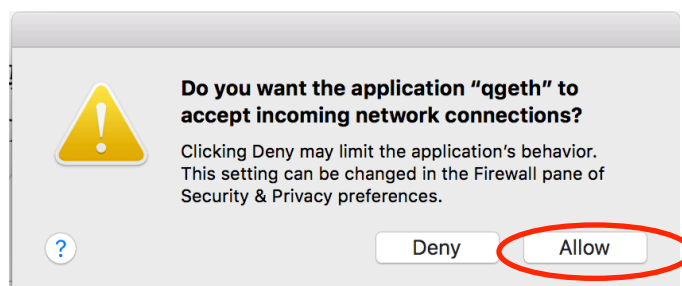 Do you want the application “qgeth” to
accept incoming network connections?
Clicking Deny may limit the application’s behavior.
This setting can be changed in the Firewall pane of
Security & Privacy preferences.
?
Deny
Allow